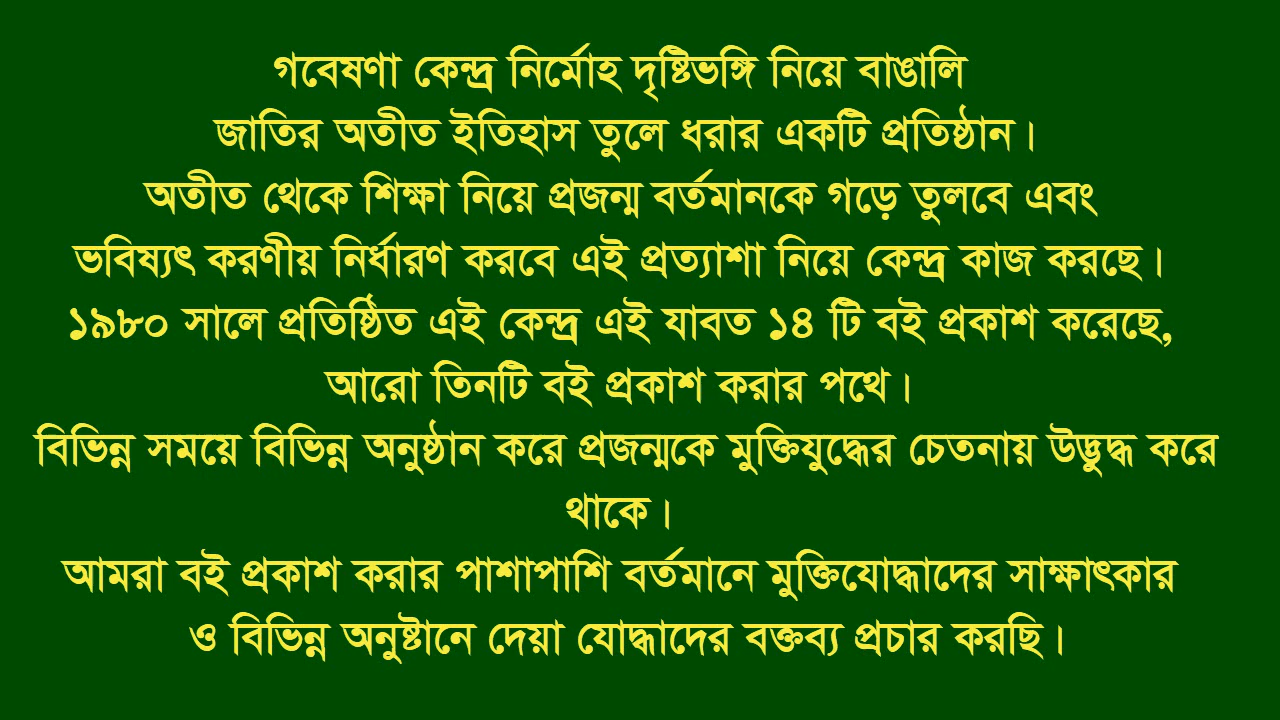 গবেষণা কেন্দ্র নির্মোহ দৃষ্টিভঙ্গি নিয়ে বাঙালি
জাতির অতীত ইতিহাস তুলে ধরার একটি প্রতিষ্ঠান।
অতীত থেকে শিক্ষা নিয়ে প্রজন্ম বর্তমানকে গড়ে তুলবে এবং
ভবিষ্যৎ করণীয় নির্ধারণ করবে এই প্রত্যাশা নিয়ে কেন্দ্র কাজ করছে।
১৯৮০ সালে প্রতিষ্ঠিত এই কেন্দ্র এই যাবত ১৪ টি বই প্রকাশ করেছে,
আরো তিনটি বই প্রকাশ করার পথে।
বিভিন্ন সময়ে বিভিন্ন অনুষ্ঠান করে প্রজন্মকে মুক্তিযুদ্ধের চেতনায় উদ্ভুদ্ধ করে
থাকে।
আমরা বই প্রকাশ করার পাশাপাশি বর্তমানে মুক্তিযোদ্ধাদের সাক্ষাৎকার
ও বিভিন্ন অনুষ্টানে দেয়া যোদ্ধাদের বক্তব্য প্রচার করছি।